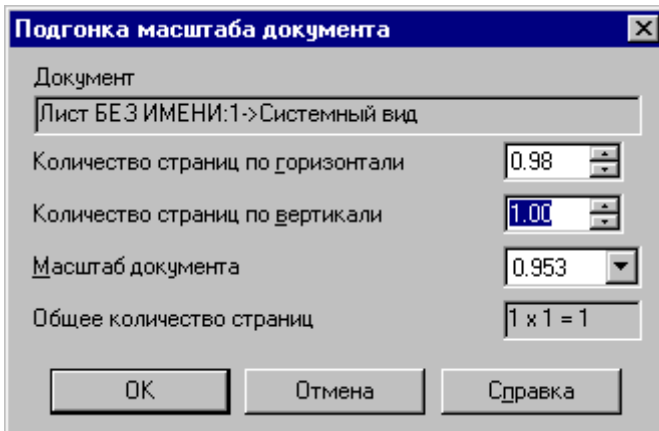 Подгонка масштаба документа
Документ
Лист БЕЗ ИМЕНИ:1->Системный вид
Количество страниц по горизонтали 0.98
Количество страниц по вертикали 1.00
Масштаб документа 0.953
Общее количество страниц 1 x 1 = 1
OK Отмена Справка